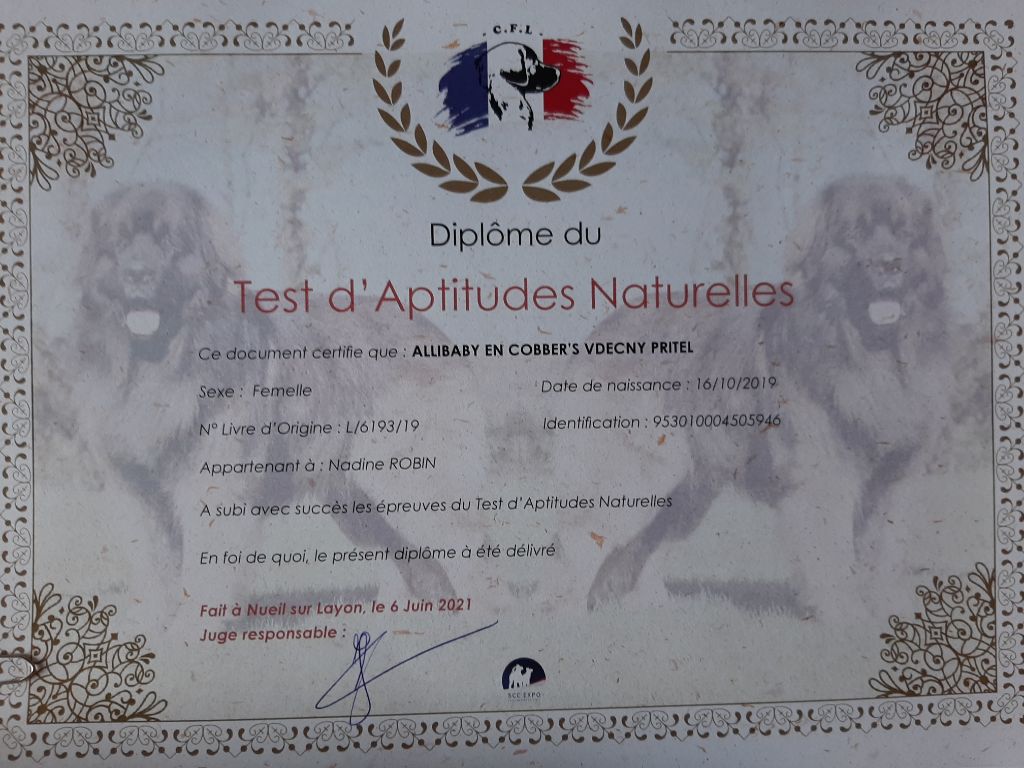 C.F.L
Diplôme du
Test d'Aptitudes Naturelles
Ce document certifie que : ALLIBABY EN COBBER'S VDECNY PRITEL
Sexe : Femelle
Date de naissance : 16/10/2019
N° Livre d'Origine : L/6193/19
Identification : 953010004505946
Appartenant à : Nadine ROBIN
A subi avec succès les épreuves du Test d'Aptitudes Naturelles
En foi de quoi, le présent diplôme à été délivré
Fait à Nueil sur Layon, le 6 Juin 2021
Juge responsable :
SCC EXPO